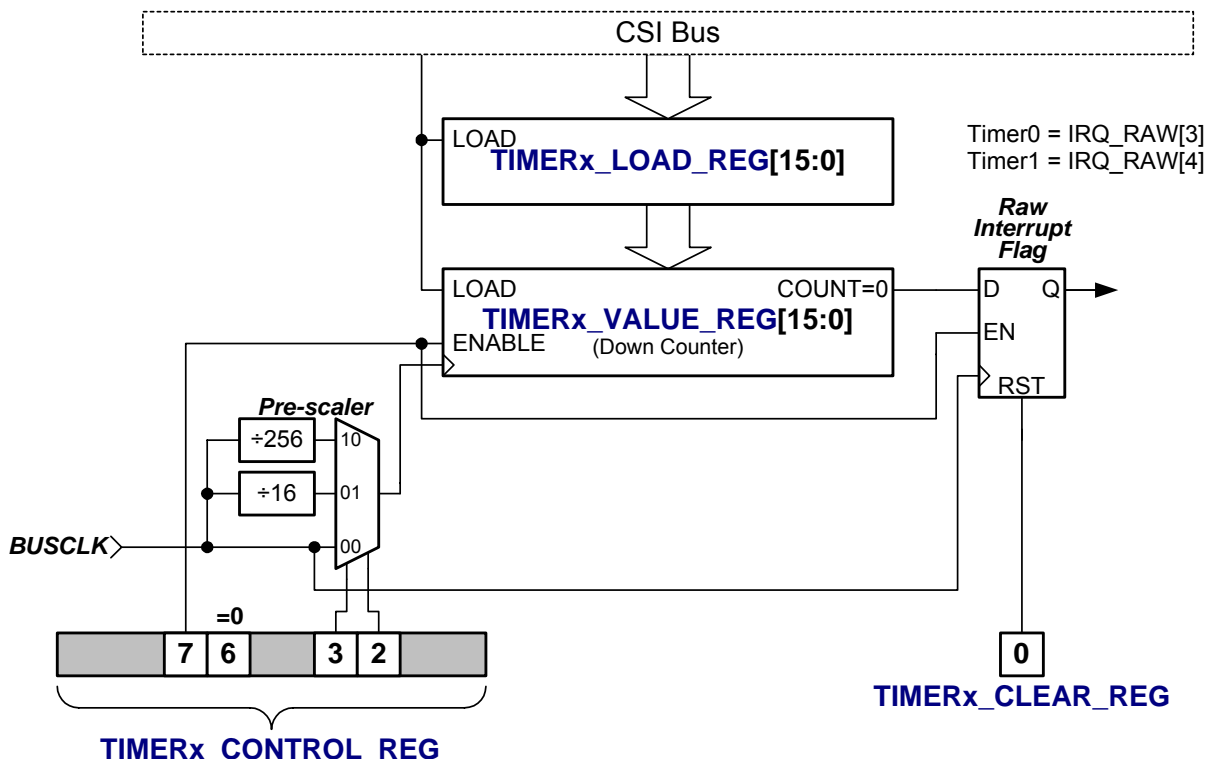 CSI Bus
LOAD
TIMERx_LOAD_REG[15:0]
Timer0 = IRQ_RAW[3]
Timer1 = IRQ_RAW[4]
Raw
Interrupt
Flag
LOAD
COUNT=0
TIMERx_VALUE_REG[15:0]
ENABLE
(Down Counter)
D
Q
EN
RST
Pre-scaler
÷256
10
÷16
01
BUSCLK
00
=0
7
6
3
2
0
TIMERx_CLEAR_REG
TIMERx_CONTROL_REG